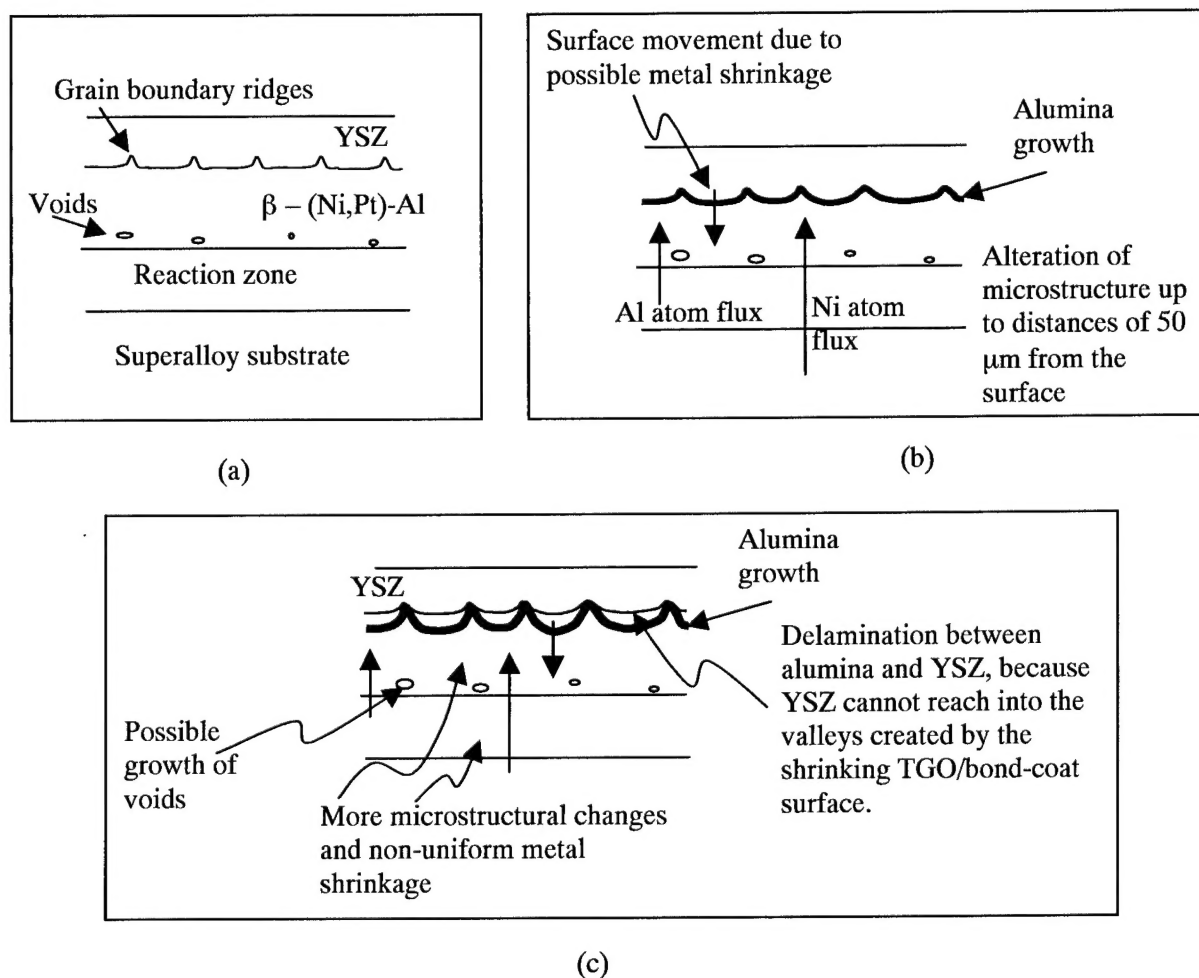 Grain boundary ridges
YSZ
Voids
β – (Ni,Pt)-Al
Reaction zone
Superalloy substrate
(a)
Surface movement due to
possible metal shrinkage
Alumina
growth
Al atom flux
Ni atom
flux
Alteration of
microstructure up
to distances of 50
μm from the
surface
(b)
YSZ
Alumina
growth
Delamination between
alumina and YSZ, because
YSZ cannot reach into the
valleys created by the
shrinking TGO/bond-coat
surface.
Possible
growth of
voids
More microstructural changes
and non-uniform metal
shrinkage
(c)